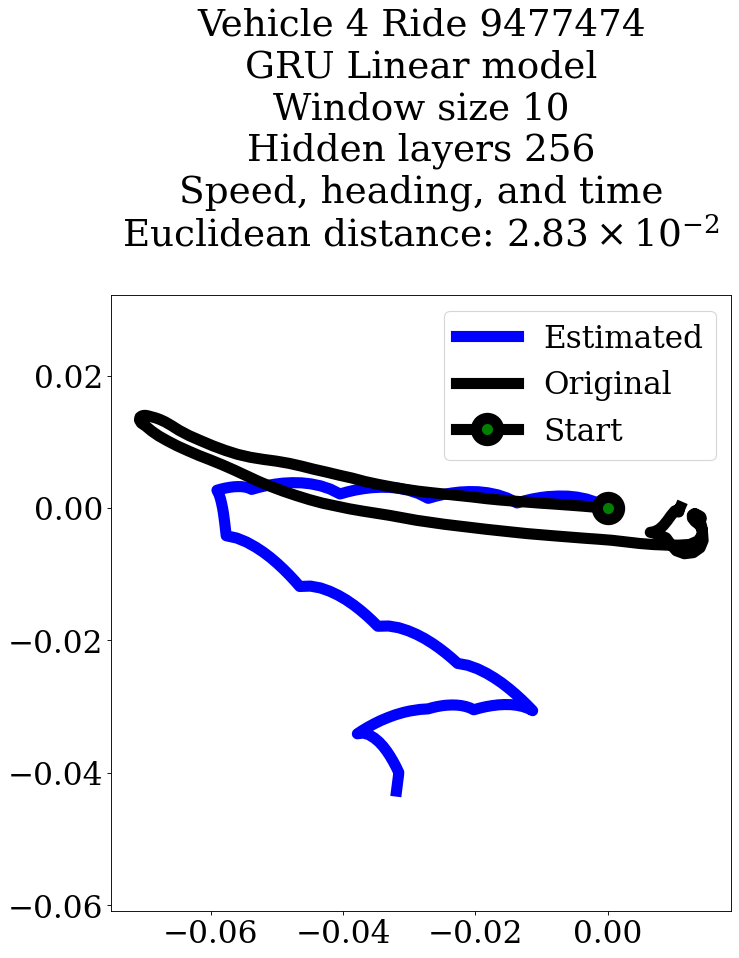 Vehicle 4 Ride 9477474
GRU Linear model
Window size 10
Hidden layers 256
Speed, heading, and time
Euclidean distance: 2.83 × 10⁻²
Estimated
Original
Start
0.02
0.00
−0.02
−0.04
−0.06
−0.06 −0.04 −0.02 0.00